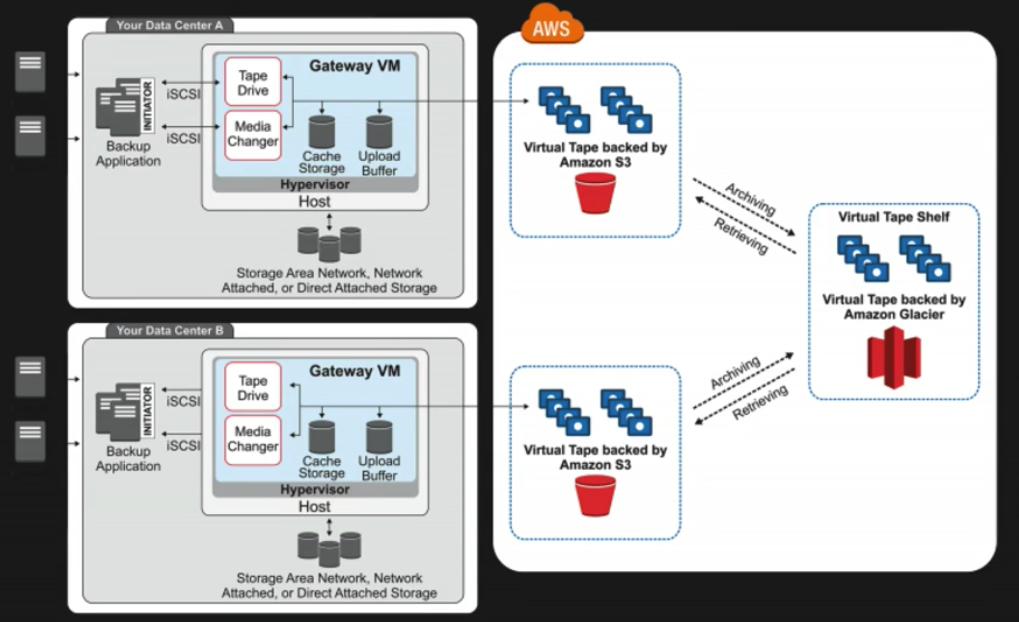 Your Data Center A
INITIATOR
Backup
Application
iSCSI
iSCSI
Tape
Drive
Media
Changer
Gateway VM
Cache
Storage
Upload
Buffer
Hypervisor
Host
Storage Area Network, Network
Attached, or Direct Attached Storage
Your Data Center B
INITIATOR
Backup
Application
iSCSI
iSCSI
Tape
Drive
Media
Changer
Gateway VM
Cache
Storage
Upload
Buffer
Hypervisor
Host
Storage Area Network, Network
Attached, or Direct Attached Storage
AWS
Virtual Tape backed by
Amazon S3
Archiving
Retrieving
Virtual Tape Shelf
Virtual Tape backed by
Amazon Glacier
Archiving
Retrieving
Virtual Tape backed by
Amazon S3